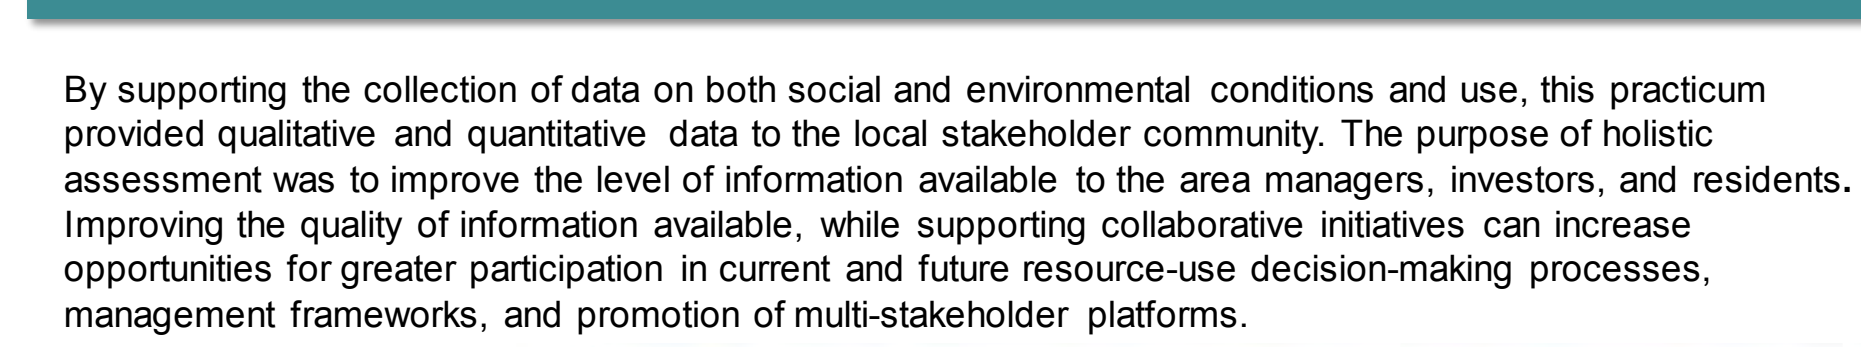 By supporting the collection of data on both social and environmental conditions and use, this practicum
provided qualitative and quantitative data to the local stakeholder community. The purpose of holistic
assessment was to improve the level of information available to the area managers, investors, and residents.
Improving the quality of information available, while supporting collaborative initiatives can increase
opportunities for greater participation in current and future resource-use decision-making processes,
management frameworks, and promotion of multi-stakeholder platforms.